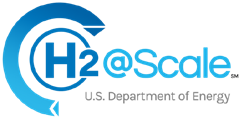 H2@Scale℠
U.S. Department of Energy